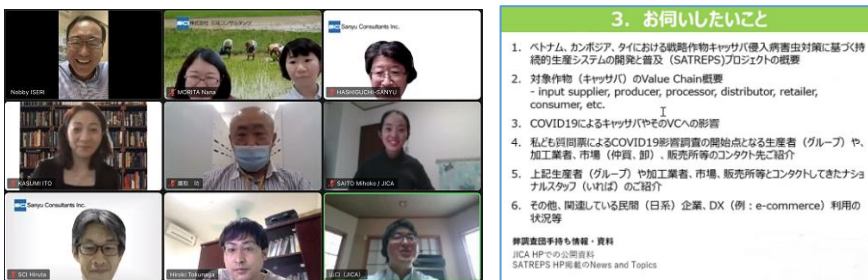 Nobby ISERI
株式会社 三祐コンサルタンツ
MORITA Nana
Sanyu Consultants Inc.
HASHIGUCHI-SANYU
KASUMI ITO
SAITO Mihoko / JICA
Sanyu Consultants Inc.
SCI Hiruta
Hiroki Tokunaga
山口 (JICA)
3. お伺いしたいこと
1. ベトナム、カンボジア、タイにおける戦略作物キャッサバ侵入病害虫対策に基づく持
続的生産システムの開発と普及(SATREPS)プロジェクトの概要
2. 対象作物(キャッサバ)のValue Chain概要
- input supplier, producer, processor, distributor, retailer,
consumer, etc.
3. COVID19によるキャッサバやそのVCへの影響
4. 私ども質問票によるCOVID19影響調査の開始点となる生産者(グループ)や、
加工業者、市場(仲買、卸)、販売所等のコンタクト先ご紹介
5. 上記生産者(グループ)や加工業者、市場、販売所等とコンタクトしてきたナショ
ナルスタッフ(いれば)のご紹介
6. その他、関連している民間(日系)企業、DX(例:e-commerce)利用の
状況等
弊調査団手持ち情報・資料
JICA HPでの公開資料
SATREPS HP掲載のNews and Topics